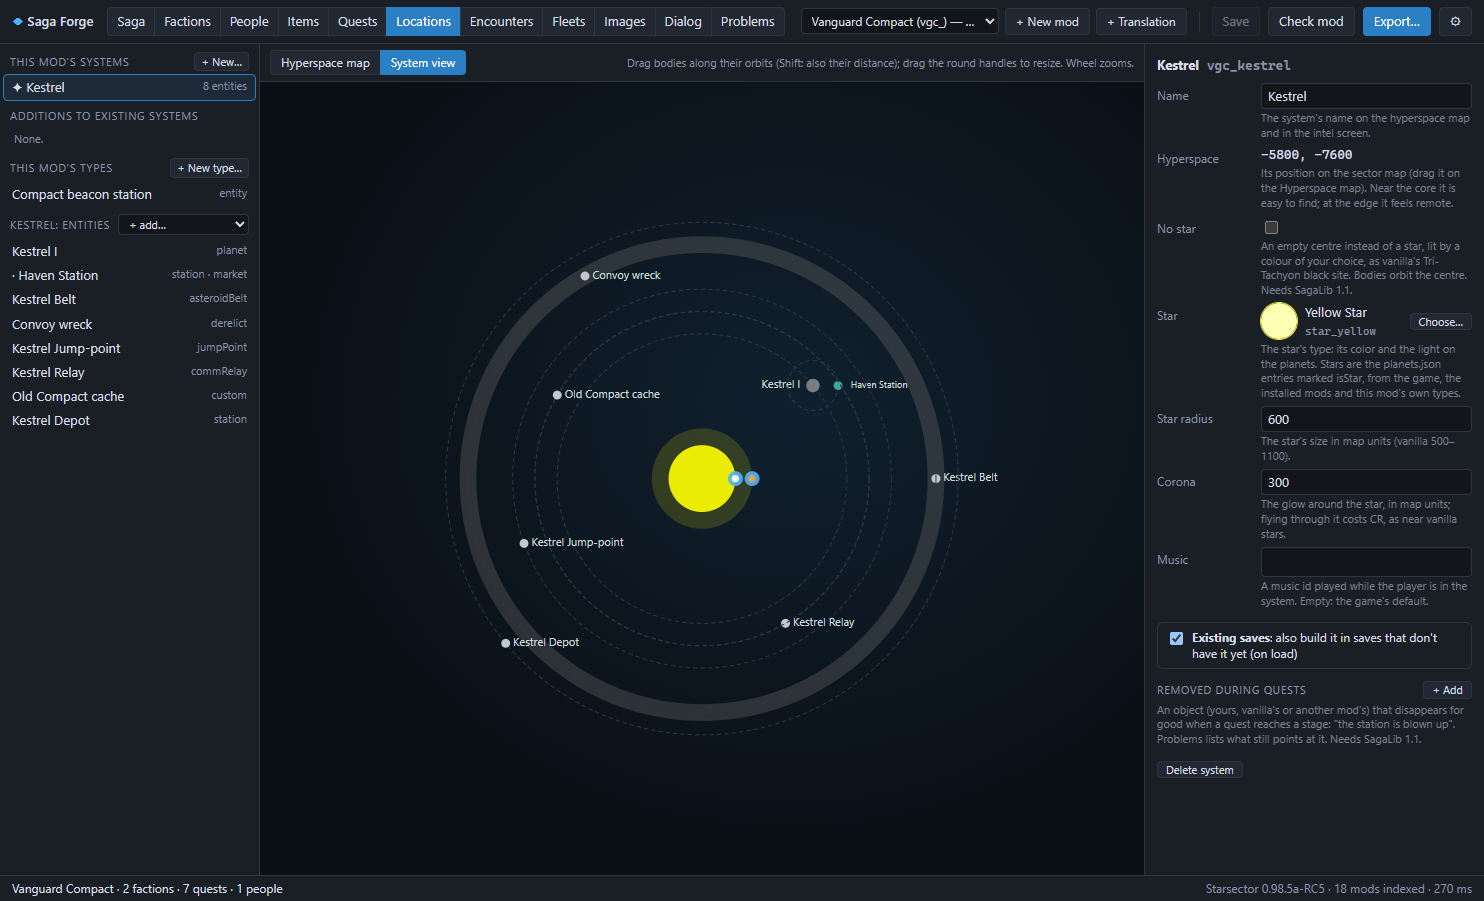 Saga Forge
Saga Factions People Items Quests Locations Encounters Fleets Images Dialog Problems
Vanguard Compact (vgc_) — ...
+ New mod
+ Translation
Save
Check mod
Export...
THIS MOD'S SYSTEMS
+ New...
Kestrel 8 entities
ADDITIONS TO EXISTING SYSTEMS
None.
THIS MOD'S TYPES
+ New type...
Compact beacon station entity
KESTREL: ENTITIES
+ add...
Kestrel I planet
· Haven Station station · market
Kestrel Belt asteroidBelt
Convoy wreck derelict
Kestrel Jump-point jumpPoint
Kestrel Relay commRelay
Old Compact cache custom
Kestrel Depot station
Hyperspace map
System view
Drag bodies along their orbits (Shift: also their distance); drag the round handles to resize. Wheel zooms.
Convoy wreck
Kestrel I
Haven Station
Old Compact cache
Kestrel Belt
Kestrel Jump-point
Kestrel Relay
Kestrel Depot
Kestrel vgc_kestrel
Name
Kestrel
The system's name on the hyperspace map
and in the intel screen.
Hyperspace
−5800, −7600
Its position on the sector map (drag it on
the Hyperspace map). Near the core it is
easy to find; at the edge it feels remote.
No star
An empty centre instead of a star, lit by a
colour of your choice, as vanilla's Tri-
Tachyon black site. Bodies orbit the centre.
Needs SagaLib 1.1.
Star
Yellow Star
star_yellow
Choose...
The star's type: its color and the light on
the planets. Stars are the planets.json
entries marked isStar, from the game, the
installed mods and this mod's own types.
Star radius
600
The star's size in map units (vanilla 500–
1100).
Corona
300
The glow around the star, in map units;
flying through it costs CR, as near vanilla
stars.
Music
A music id played while the player is in the
system. Empty: the game's default.
Existing saves: also build it in saves that don't
have it yet (on load)
REMOVED DURING QUESTS
+ Add
An object (yours, vanilla's or another mod's) that disappears for
good when a quest reaches a stage: "the station is blown up".
Problems lists what still points at it. Needs SagaLib 1.1.
Delete system
Vanguard Compact · 2 factions · 7 quests · 1 people
Starsector 0.98.5a-RC5 · 18 mods indexed · 270 ms